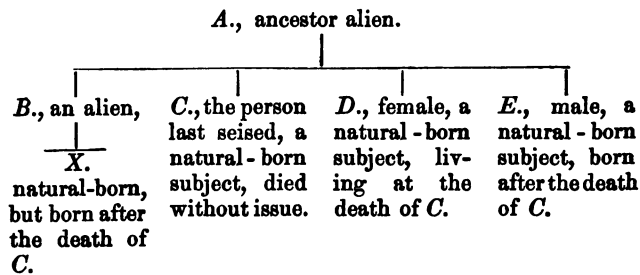 A., ancestor alien.
B., an alien,
X.
natural-born,
but born after
the death of
C.
C., the person
last seised, a
natural-born
subject, died
without issue.
D., female, a
natural-born
subject, liv-
ing at the
death of C.
E., male, a
natural-born
subject, born
after the death
of C.